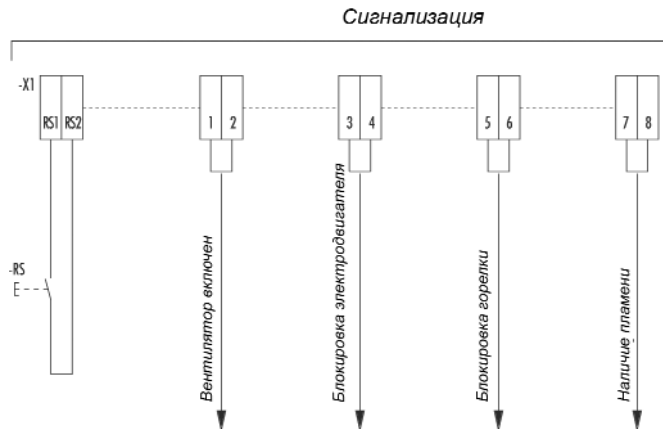 Сигнализация
-X1
RS1 RS2 1 2 3 4 5 6 7 8
-RS
E
Вентилятор включен
Блокировка электродвигателя
Блокировка горелки
Наличие пламени